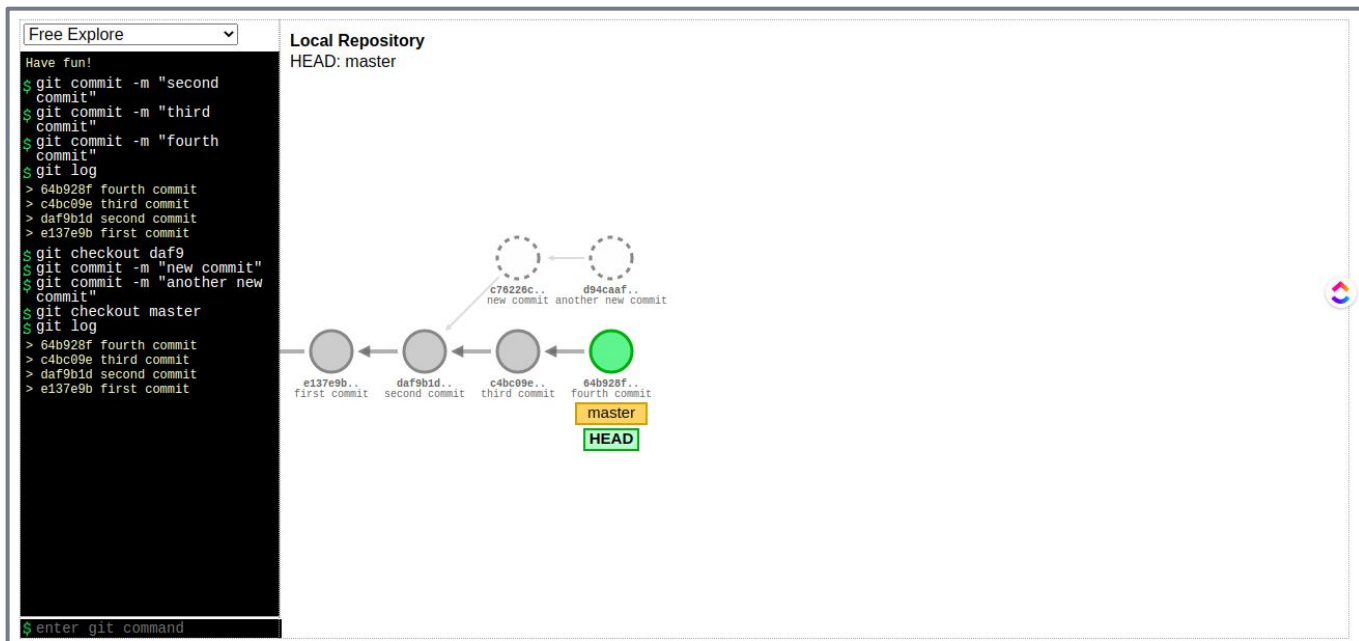 Free Explore
Have fun!
$ git commit -m "second
commit"
$ git commit -m "third
commit"
$ git commit -m "fourth
commit"
$ git log
> 64b928f fourth commit
> c4bc09e third commit
> daf9b1d second commit
> e137e9b first commit
$ git checkout daf9
$ git commit -m "new commit"
$ git commit -m "another new
commit"
$ git checkout master
$ git log
> 64b928f fourth commit
> c4bc09e third commit
> daf9b1d second commit
> e137e9b first commit
$ enter git command
Local Repository
HEAD: master
c76226c.. d94caaf..
new commit another new commit
e137e9b.. daf9b1d.. c4bc09e.. 64b928f..
first commit second commit third commit fourth commit
master
HEAD